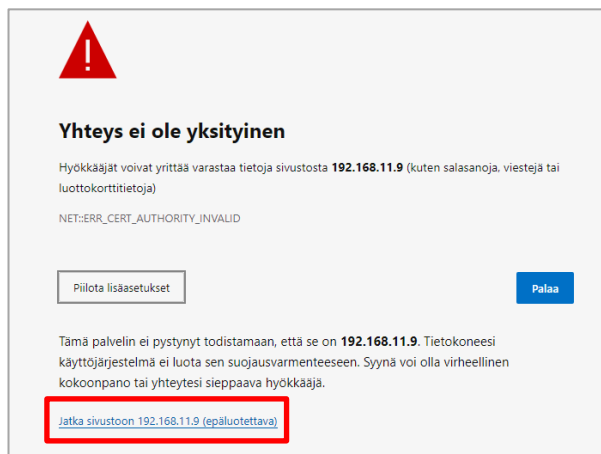 Yhteys ei ole yksityinen
Hyökkääjät voivat yrittää varastaa tietoja sivustosta 192.168.11.9 (kuten salasanoja, viestejä tai
luottokorttitietoja)
NET::ERR_CERT_AUTHORITY_INVALID
Piilota lisäasetukset
Palaa
Tämä palvelin ei pystynyt todistamaan, että se on 192.168.11.9. Tietokoneesi
käyttöjärjestelmä ei luota sen suojausvarmenteeseen. Syynä voi olla virheellinen
kokoonpano tai yhteytesi sieppaava hyökkääjä.
Jatka sivustoon 192.168.11.9 (epäluotettava)